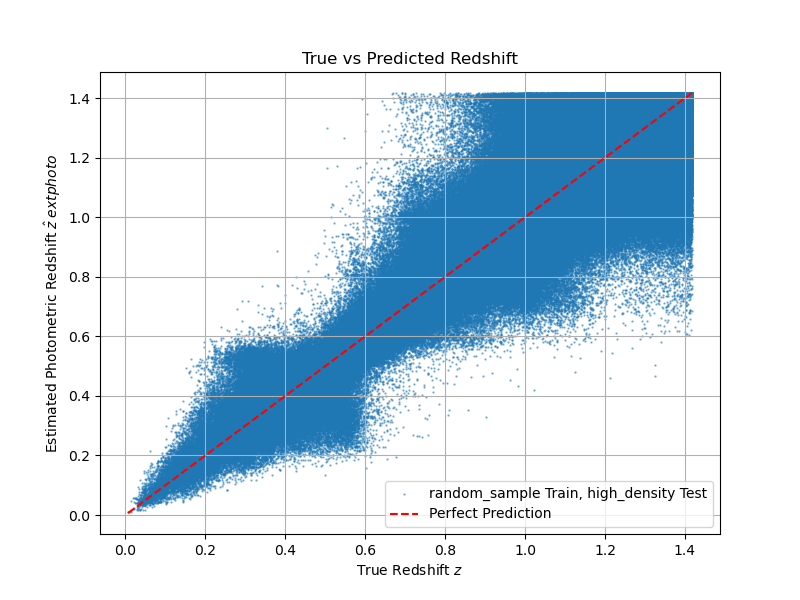 True vs Predicted Redshift
Estimated Photometric Redshift ẑ extphoto
1.4
1.2
1.0
0.8
0.6
0.4
0.2
0.0
random_sample Train, high_density Test
Perfect Prediction
0.0 0.2 0.4 0.6 0.8 1.0 1.2 1.4
True Redshift z